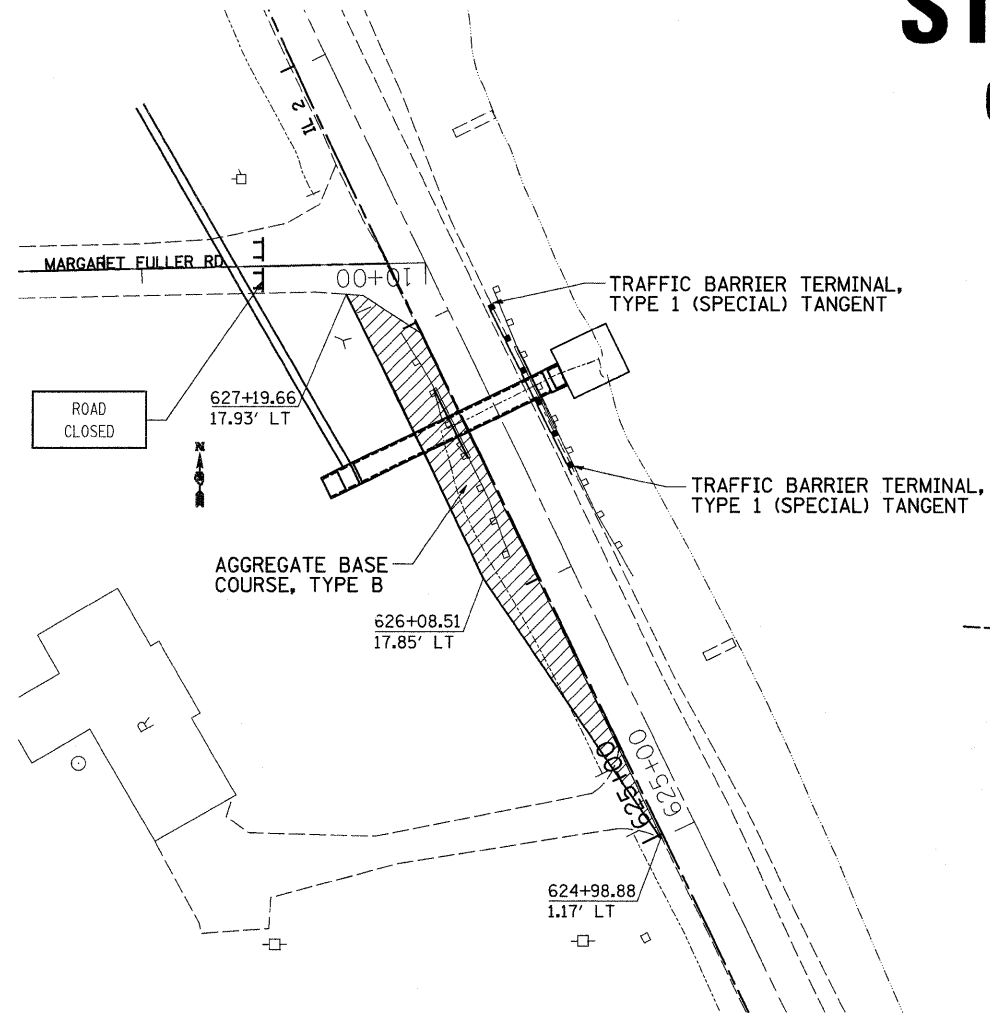 IL 2
MARGARET FULLER RD
10+00
TRAFFIC BARRIER TERMINAL,
TYPE 1 (SPECIAL) TANGENT
627+19.66
17.93' LT
ROAD
CLOSED
N
TRAFFIC BARRIER TERMINAL,
TYPE 1 (SPECIAL) TANGENT
AGGREGATE BASE
COURSE, TYPE B
626+08.51
17.85' LT
R
625+00
625+00
624+98.88
1.17' LT